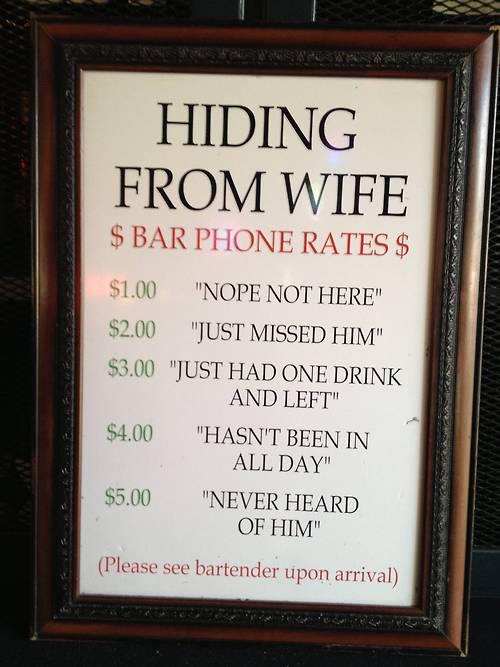 HIDING
FROM WIFE
$ BAR PHONE RATES $
$1.00 "NOPE NOT HERE"
$2.00 "JUST MISSED HIM"
$3.00 "JUST HAD ONE DRINK
AND LEFT"
$4.00 "HASN'T BEEN IN
ALL DAY"
$5.00 "NEVER HEARD
OF HIM"
(Please see bartender upon arrival)